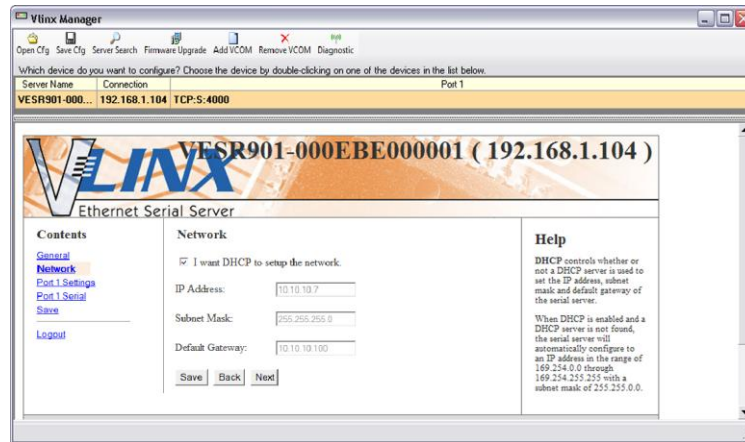 Vlinx Manager
Open Cfg Save Cfg Server Search Firmware Upgrade Add VCOM Remove VCOM Diagnostic
Which device do you want to configure? Choose the device by double-clicking on one of the devices in the list below.
Server Name Connection Port 1
VESR901-000... 192.168.1.104 TCP:S:4000
VLINX
VESR901-000EBE000001 ( 192.168.1.104 )
Ethernet Serial Server
Contents
General
Network
Port 1 Settings
Port 1 Serial
Save
Logout
Network
I want DHCP to setup the network.
IP Address: 10.10.10.7
Subnet Mask: 255.255.255.0
Default Gateway: 10.10.10.100
Save Back Next
Help
DHCP controls whether or
not a DHCP server is used to
set the IP address, subnet
mask and default gateway of
the serial server.
When DHCP is enabled and a
DHCP server is not found,
the serial server will
automatically configure to
an IP address in the range of
169.254.0.0 through
169.254.255.255 with a
subnet mask of 255.255.0.0.